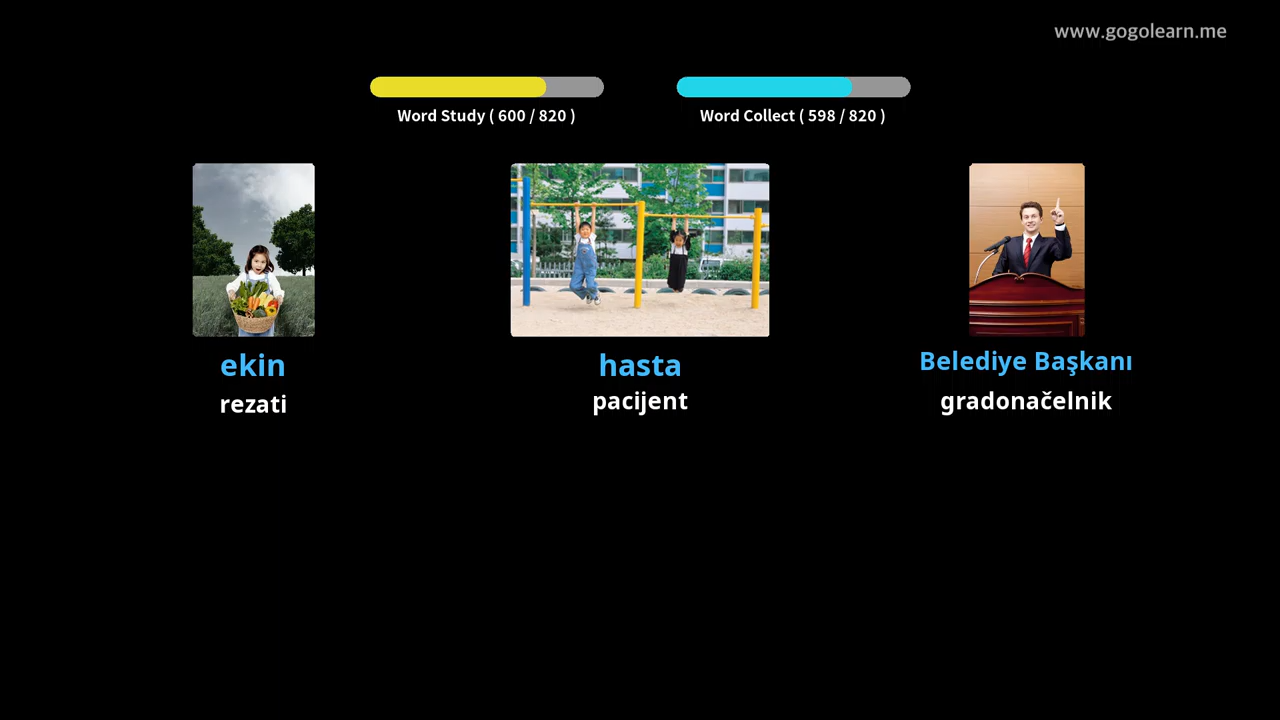 www.gogolearn.me
Word Study ( 600 / 820 )
Word Collect ( 598 / 820 )
ekin
rezati
hasta
pacijent
Belediye Başkanı
gradonačelnik